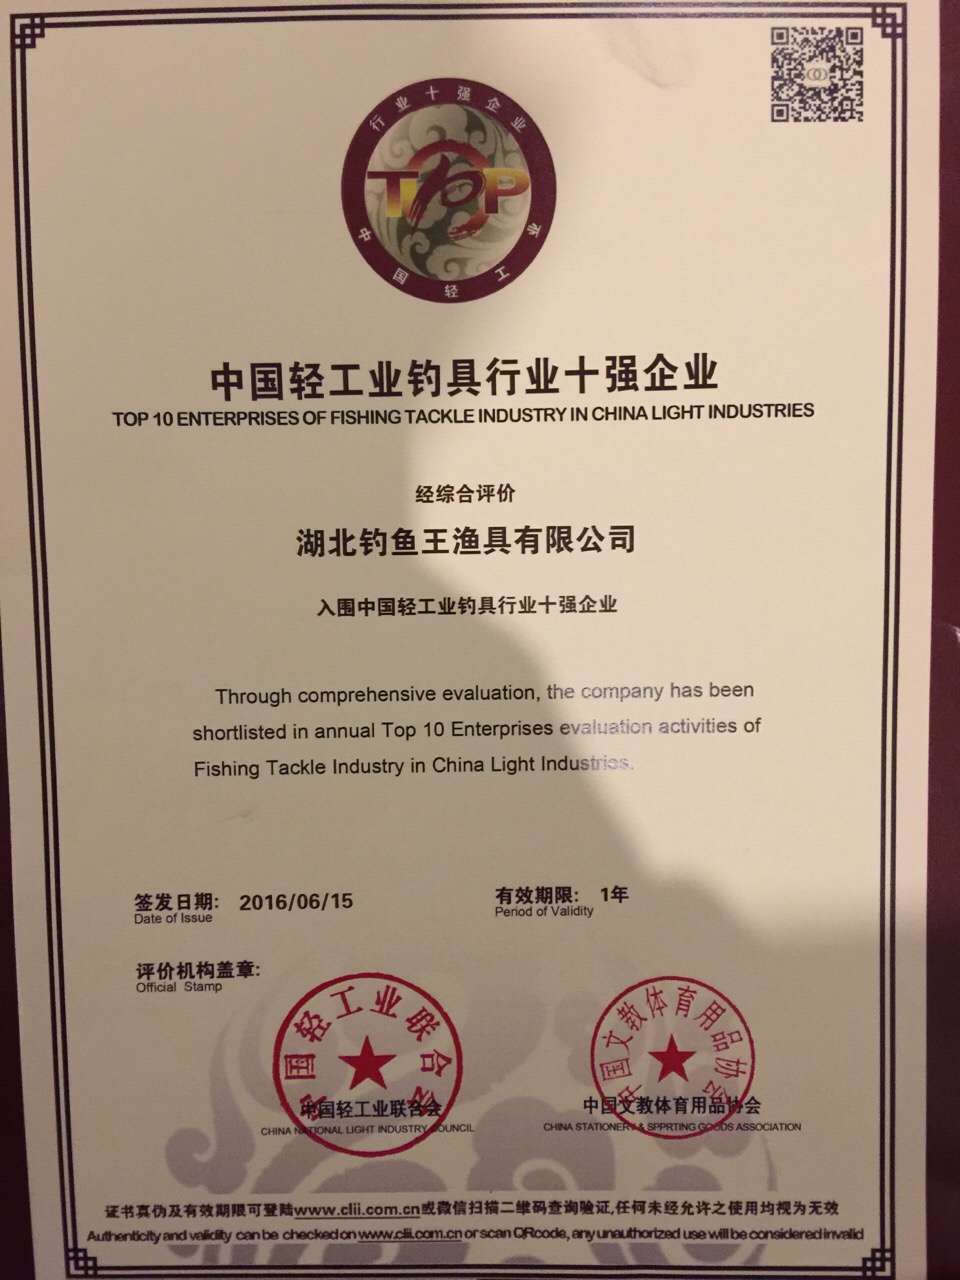 行业十强企业
TOP
中国轻工业
中国轻工业钓具行业十强企业
TOP 10 ENTERPRISES OF FISHING TACKLE INDUSTRY IN CHINA LIGHT INDUSTRIES
经综合评价
湖北钓鱼王渔具有限公司
入围中国轻工业钓具行业十强企业
Through comprehensive evaluation, the company has been
shortlisted in annual Top 10 Enterprises evaluation activities of
Fishing Tackle Industry in China Light Industries.
签发日期: 2016/06/15
Date of Issue
有效期限: 1年
Period of Validity
评价机构盖章:
Official Stamp
中国轻工业联合会
中国文教体育用品协会
中国轻工业联合会
CHINA NATIONAL LIGHT INDUSTRY COUNCIL
中国文教体育用品协会
CHINA STATIONERY & SPPRTING GOODS ASSOCIATION
证书真伪及有效期限可登陆www.clii.com.cn或微信扫描二维码查询验证,任何未经允许之使用均视为无效
Authenticity and validity can be checked on www.clii.com.cn or scan QRcode, any unauthorized use will be considered invalid